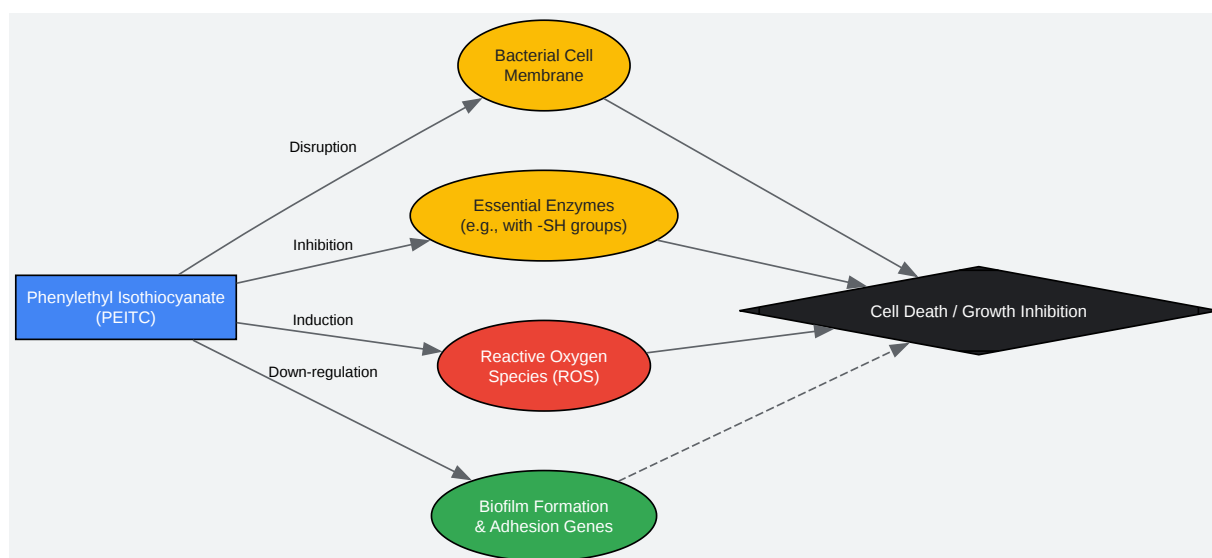 Bacterial Cell
Membrane
Disruption
Essential Enzymes
(e.g., with -SH groups)
Inhibition
Phenylethyl Isothiocyanate
(PEITC)
Cell Death / Growth Inhibition
Induction
Reactive Oxygen
Species (ROS)
Down-regulation
Biofilm Formation
& Adhesion Genes